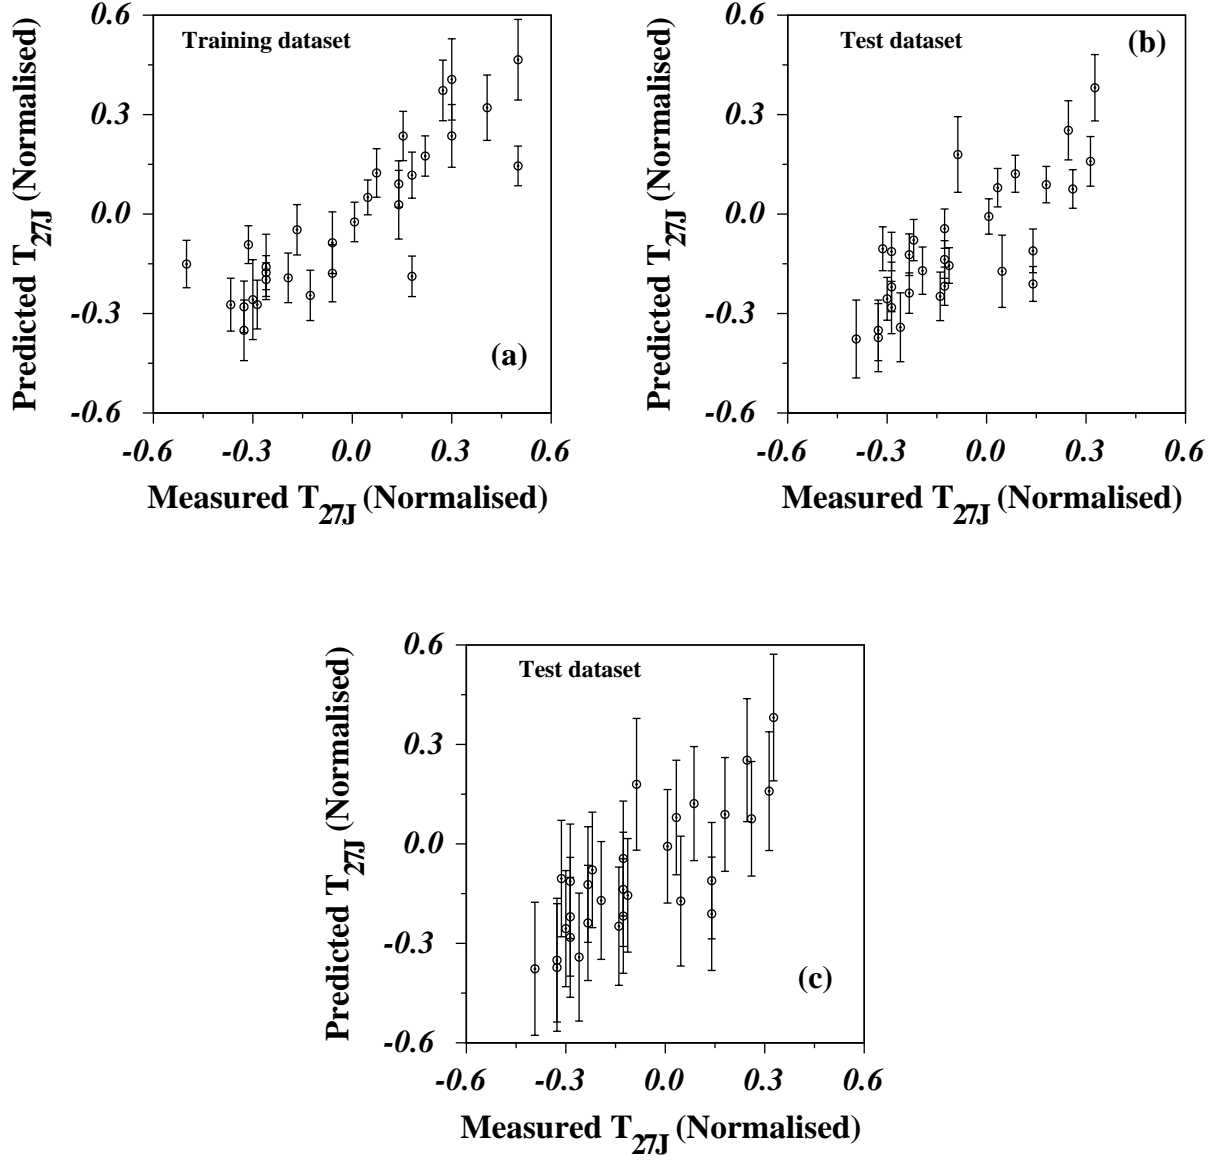 0.6
Training dataset
0.3
0.0
-0.3
-0.6
(a)
-0.6 -0.3 0.0 0.3 0.6
Predicted T27J (Normalised)
Measured T27J (Normalised)
0.6
Test dataset
(b)
0.3
0.0
-0.3
-0.6
-0.6 -0.3 0.0 0.3 0.6
Predicted T27J (Normalised)
Measured T27J (Normalised)
0.6
Test dataset
0.3
0.0
-0.3
-0.6
(c)
-0.6 -0.3 0.0 0.3 0.6
Predicted T27J (Normalised)
Measured T27J (Normalised)